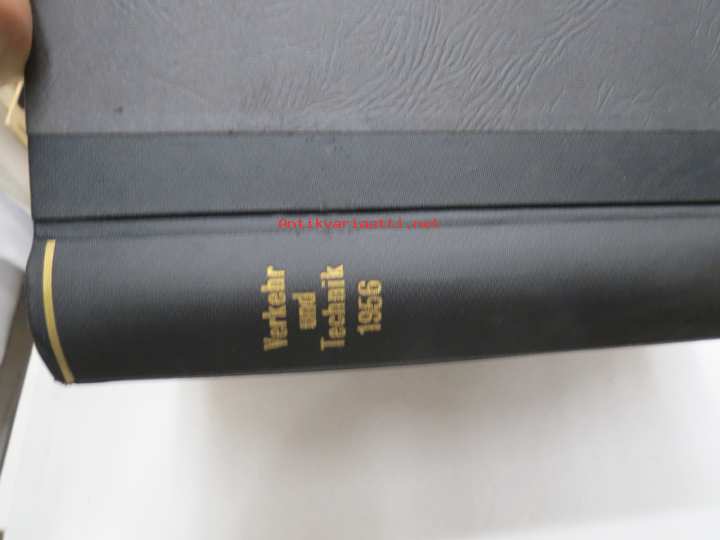 Antikvariaatti.net
Verkehr
und
Technik
1956